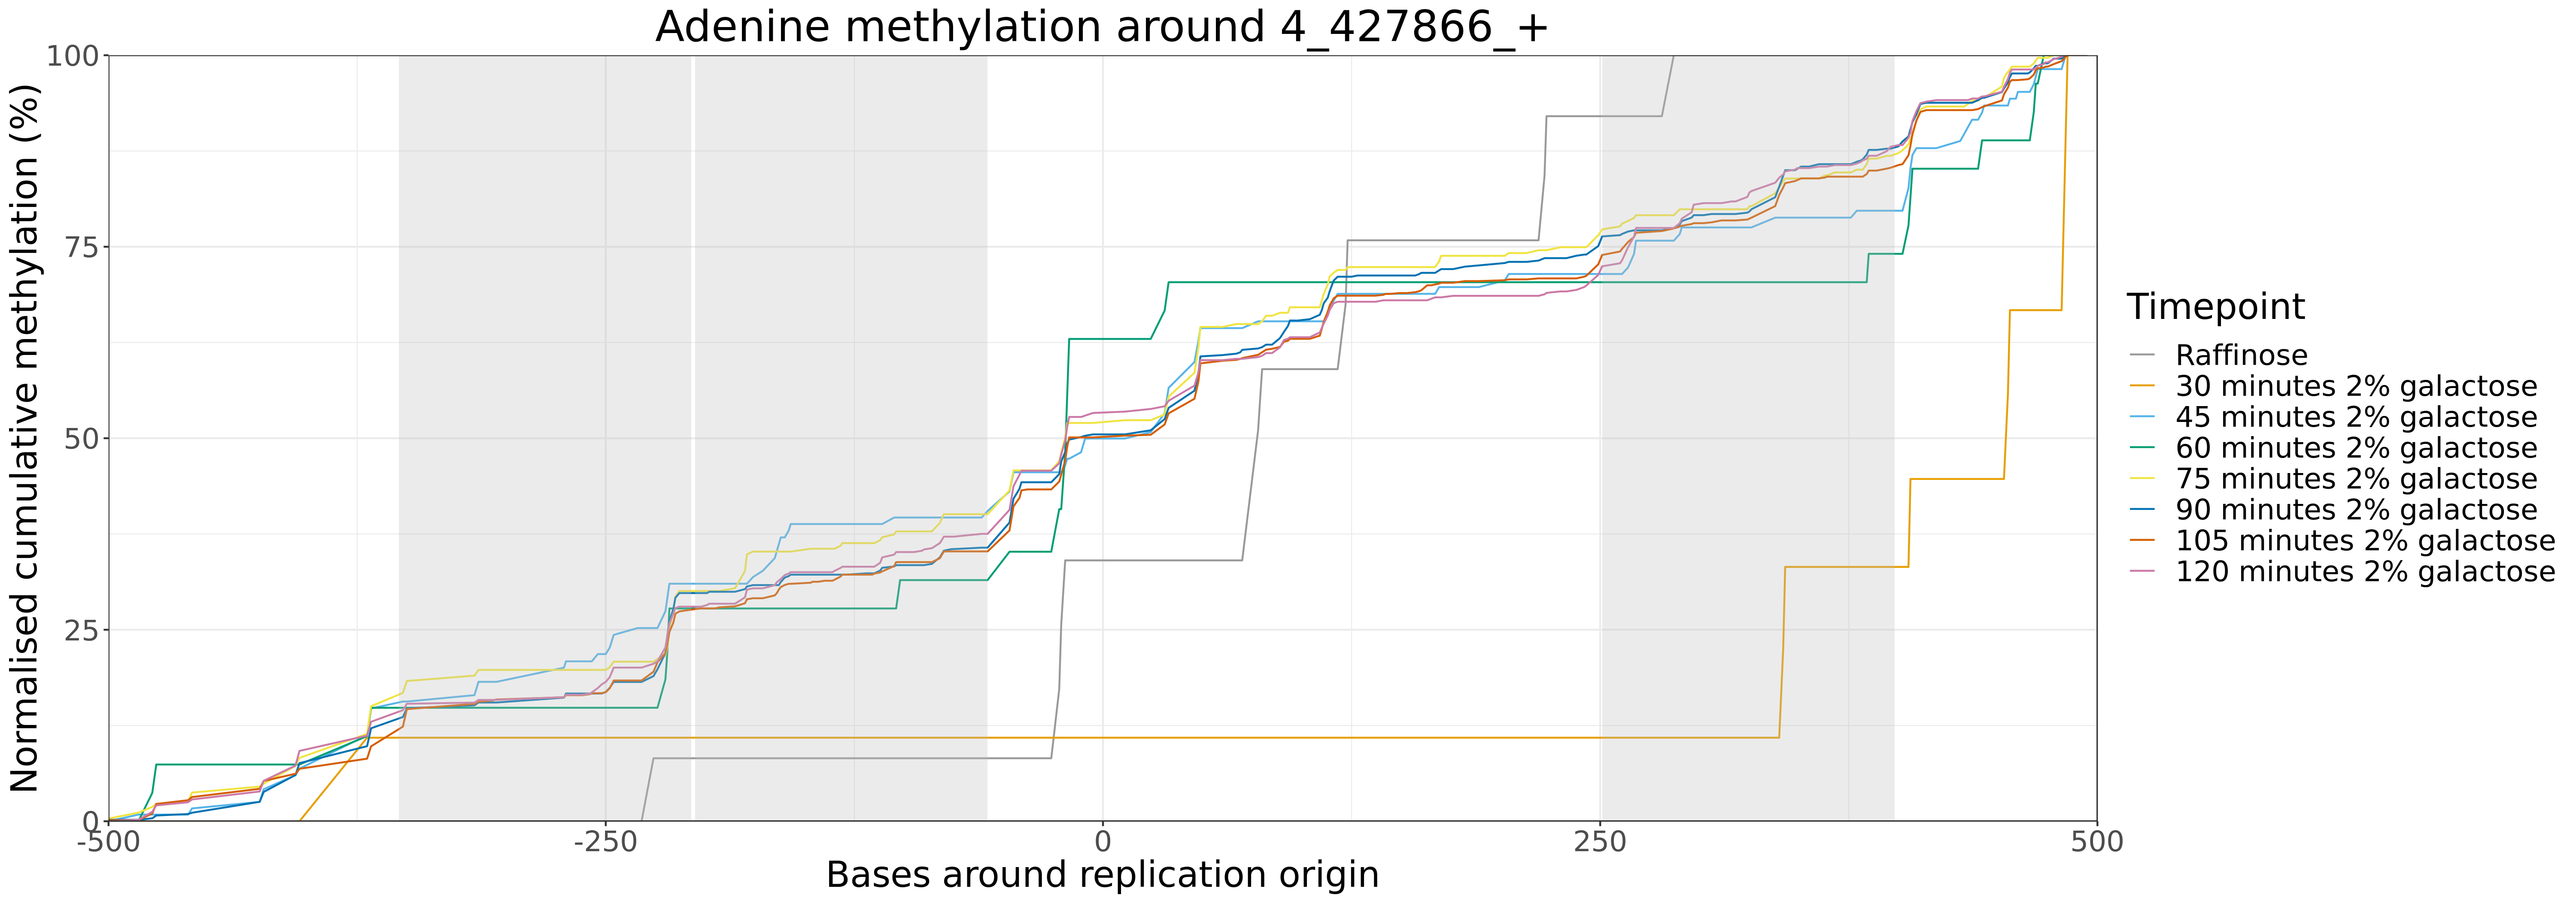 Adenine methylation around 4_427866_+
Normalised cumulative methylation (%)
100
75
50
25
0
-500
-250
0
250
500
Bases around replication origin
Timepoint
Raffinose
30 minutes 2% galactose
45 minutes 2% galactose
60 minutes 2% galactose
75 minutes 2% galactose
90 minutes 2% galactose
105 minutes 2% galactose
120 minutes 2% galactose